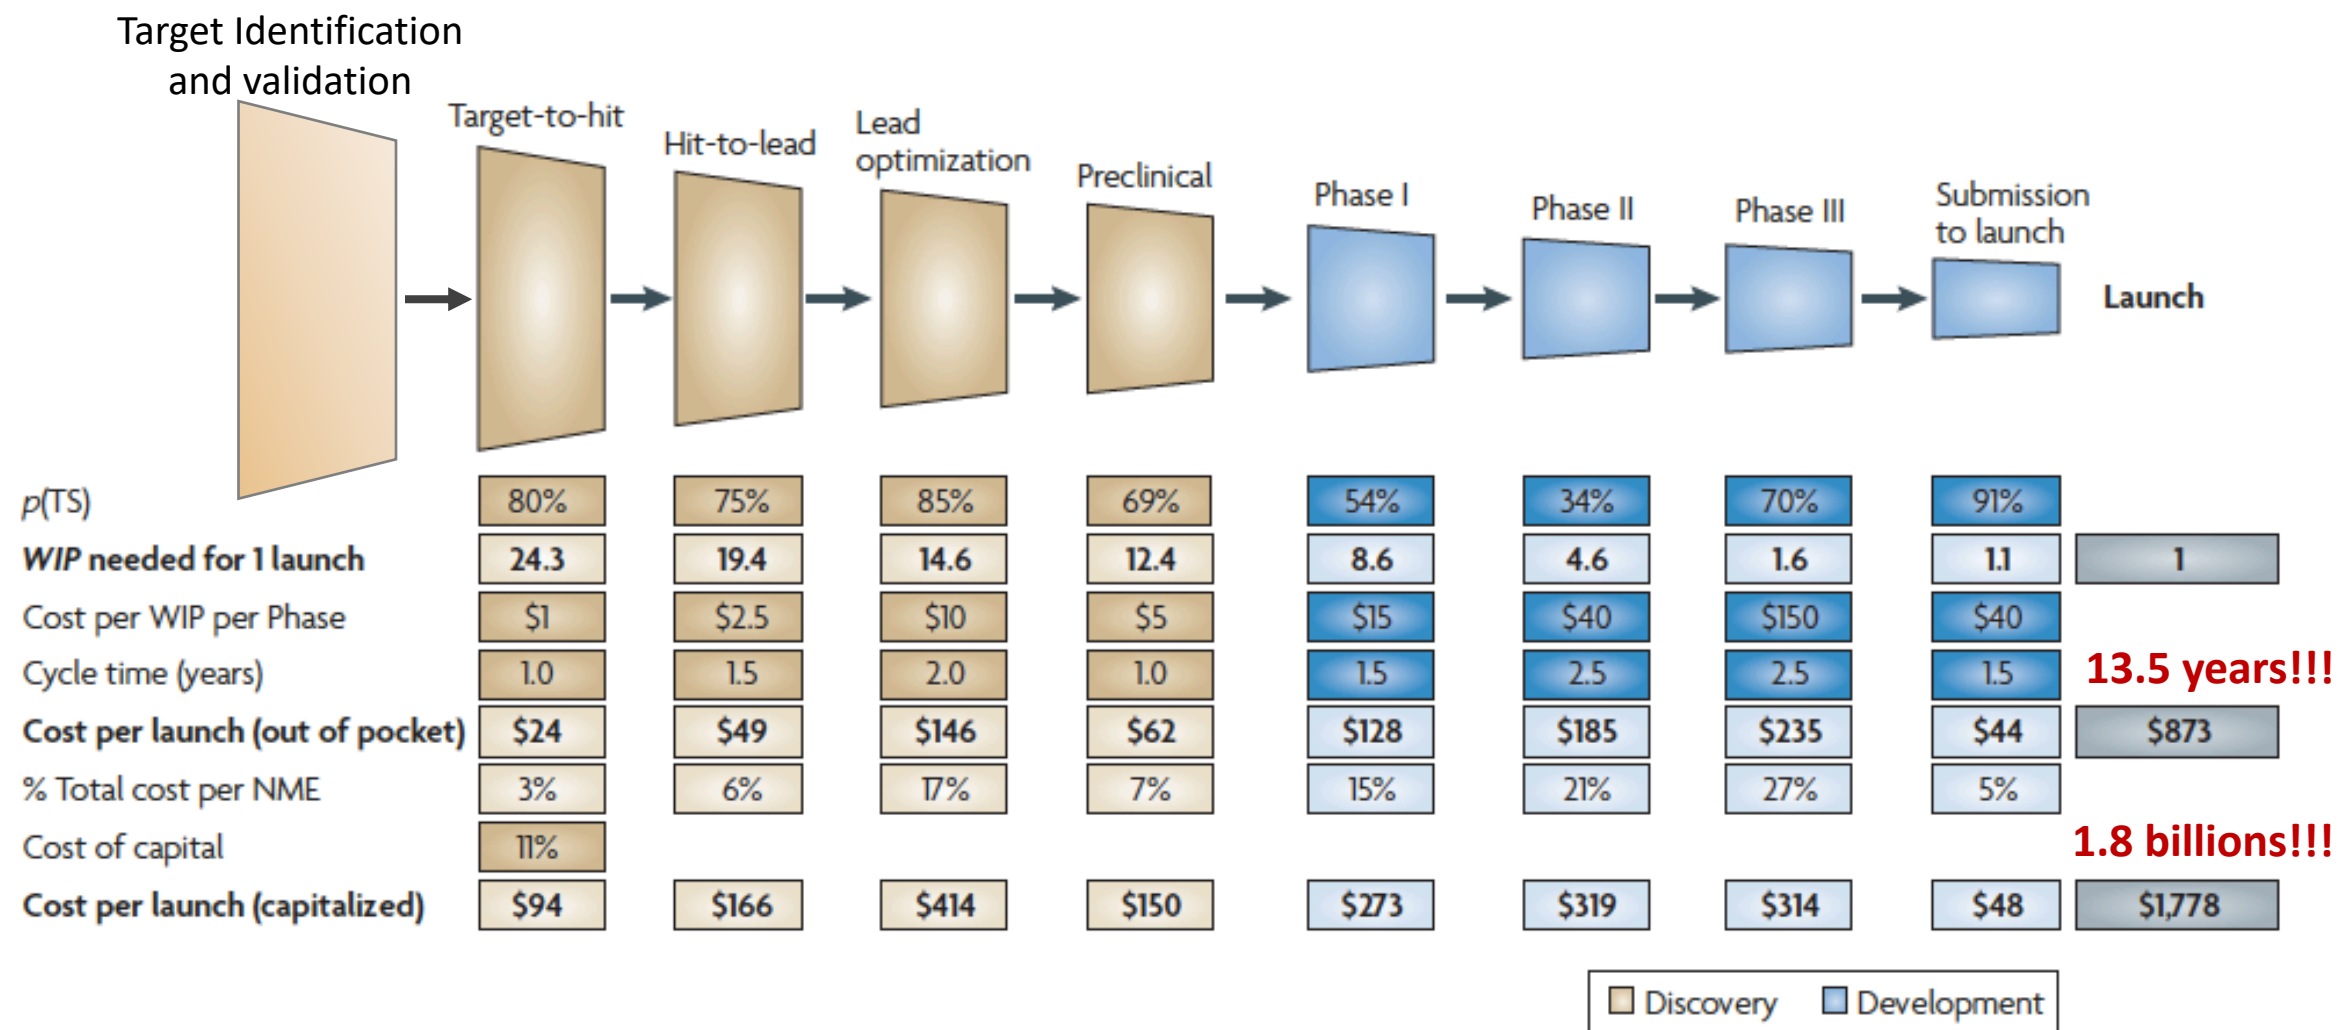 Target Identification
and validation
Target-to-hit
Hit-to-lead
Lead
optimization
Preclinical
Phase I
Phase II
Phase III
Submission
to launch
Launch
p(TS) 80% 75% 85% 69% 54% 34% 70% 91%
WIP needed for 1 launch 24.3 19.4 14.6 12.4 8.6 4.6 1.6 1.1 1
Cost per WIP per Phase $1 $2.5 $10 $5 $15 $40 $150 $40
Cycle time (years) 1.0 1.5 2.0 1.0 1.5 2.5 2.5 1.5 13.5 years!!!
Cost per launch (out of pocket) $24 $49 $146 $62 $128 $185 $235 $44 $873
% Total cost per NME 3% 6% 17% 7% 15% 21% 27% 5%
Cost of capital 11% 1.8 billions!!!
Cost per launch (capitalized) $94 $166 $414 $150 $273 $319 $314 $48 $1,778
Discovery Development